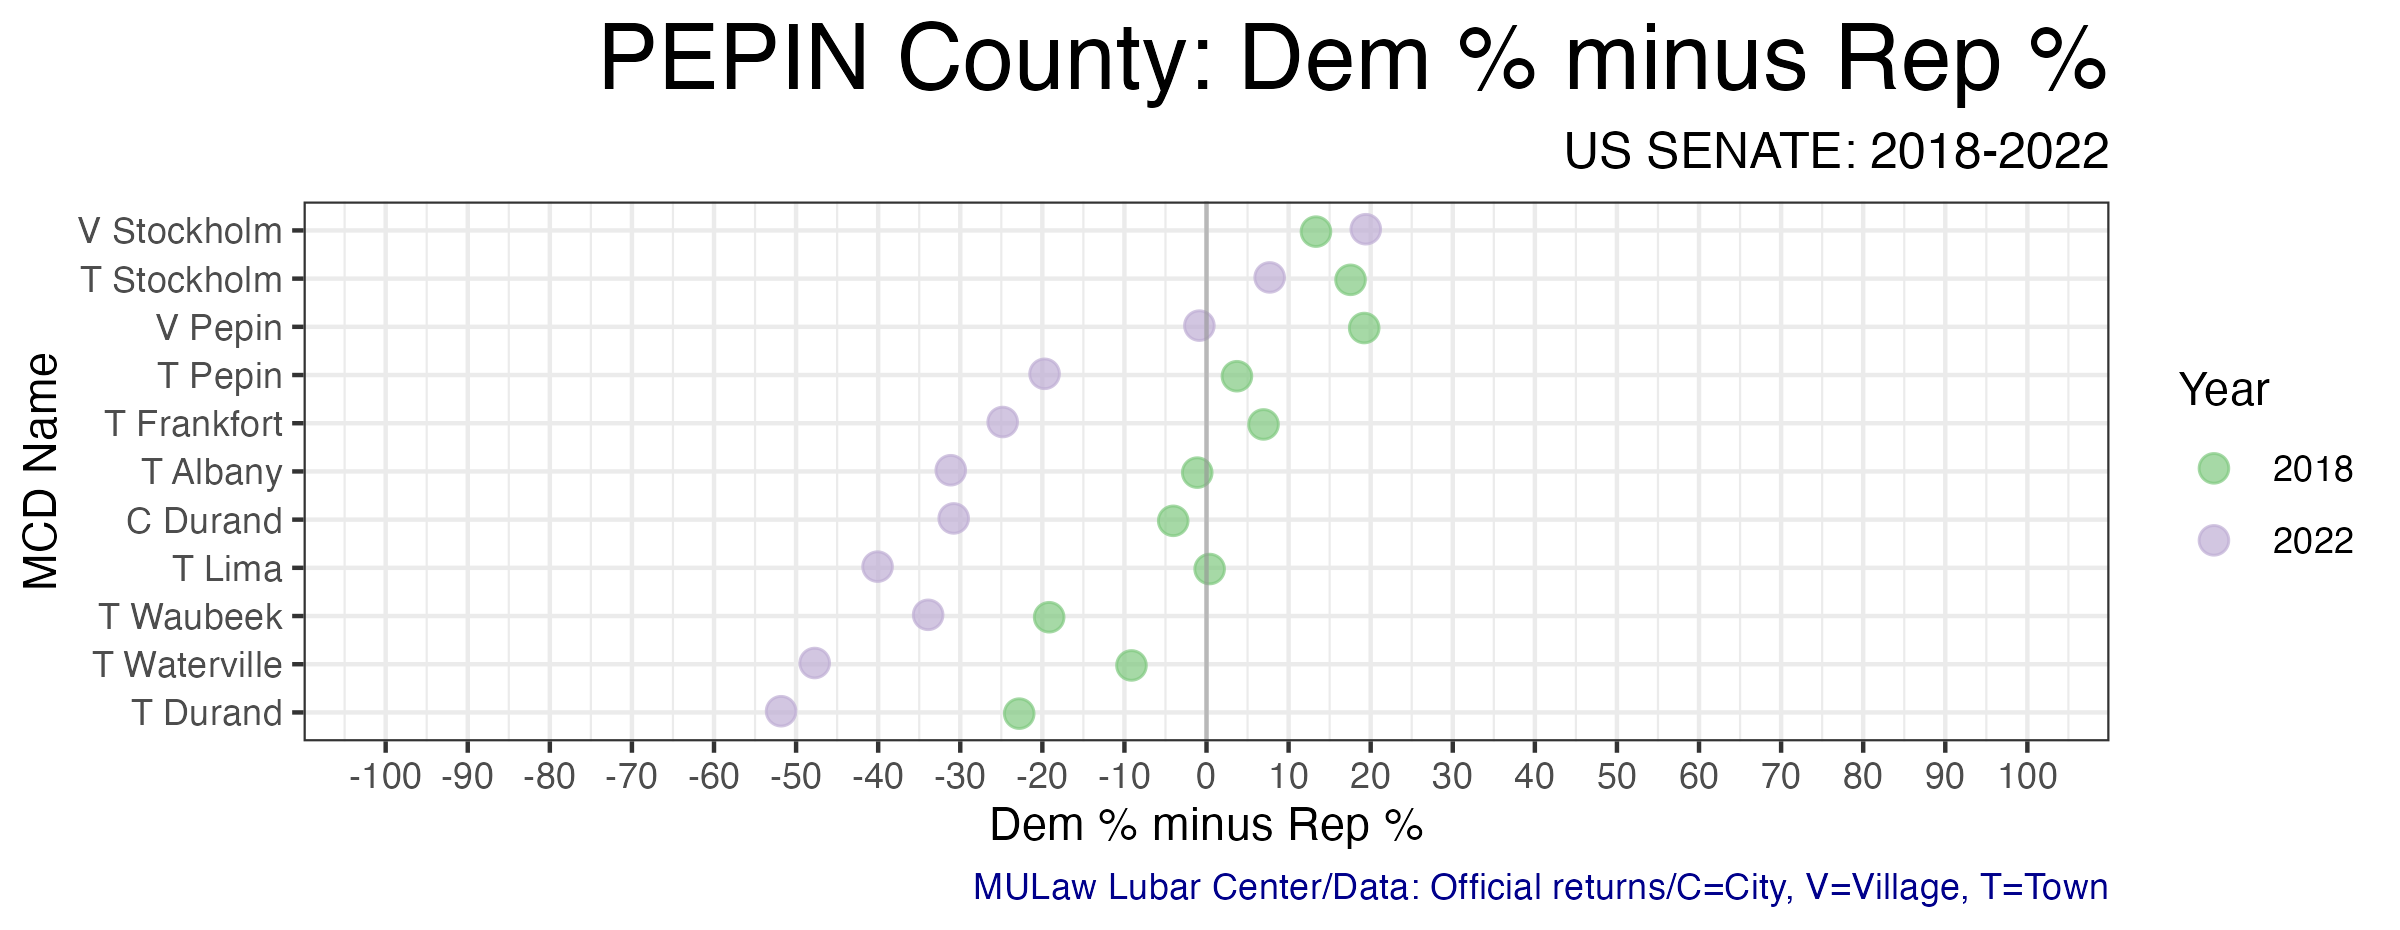 PEPIN County: Dem % minus Rep %
US SENATE: 2018-2022
MCD Name
V Stockholm
T Stockholm
V Pepin
T Pepin
T Frankfort
T Albany
C Durand
T Lima
T Waubeek
T Waterville
T Durand
-100 -90 -80 -70 -60 -50 -40 -30 -20 -10 0 10 20 30 40 50 60 70 80 90 100
Dem % minus Rep %
Year
2018
2022
MULaw Lubar Center/Data: Official returns/C=City, V=Village, T=Town